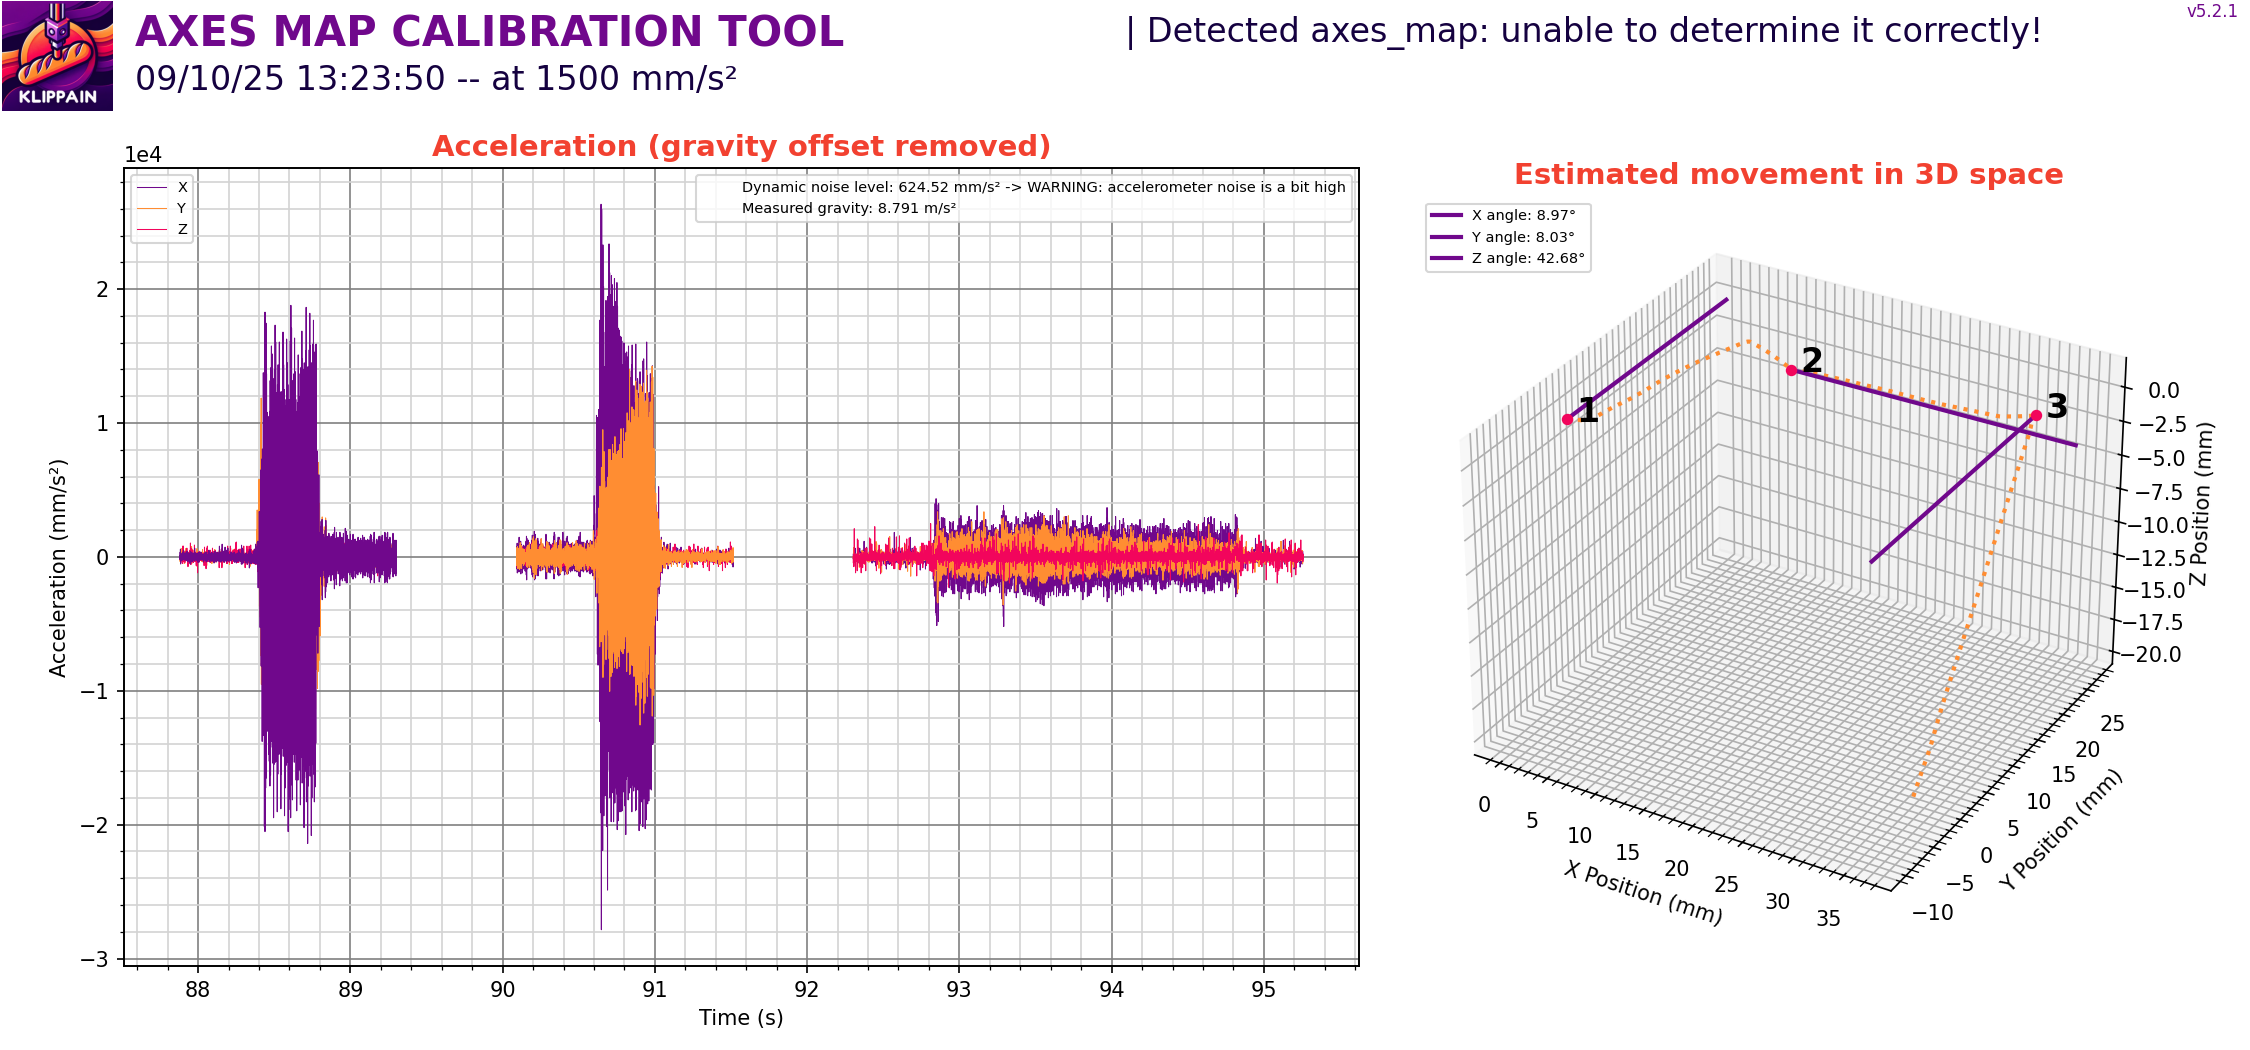 KLIPPAIN
AXES MAP CALIBRATION TOOL
09/10/25 13:23:50 -- at 1500 mm/s²
| Detected axes_map: unable to determine it correctly!
v5.2.1
Acceleration (gravity offset removed)
1e4
X
Y
Z
Dynamic noise level: 624.52 mm/s² -> WARNING: accelerometer noise is a bit high
Measured gravity: 8.791 m/s²
Acceleration (mm/s²)
2
1
0
−1
−2
−3
88 89 90 91 92 93 94 95
Time (s)
Estimated movement in 3D space
X angle: 8.97°
Y angle: 8.03°
Z angle: 42.68°
1
2
3
0.0
−2.5
−5.0
−7.5
−10.0
−12.5
−15.0
−17.5
−20.0
Z Position (mm)
25
20
15
10
5
0
−5
−10
Y Position (mm)
0 5 10 15 20 25 30 35
X Position (mm)